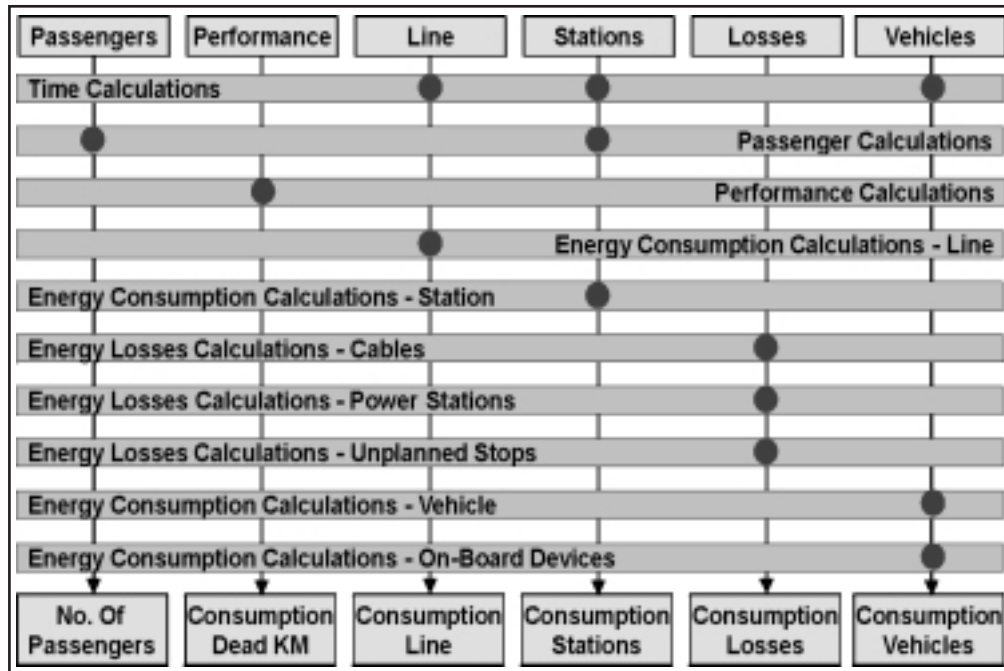 Passengers Performance Line Stations Losses Vehicles
Time Calculations
Passenger Calculations
Performance Calculations
Energy Consumption Calculations - Line
Energy Consumption Calculations - Station
Energy Losses Calculations - Cables
Energy Losses Calculations - Power Stations
Energy Losses Calculations - Unplanned Stops
Energy Consumption Calculations - Vehicle
Energy Consumption Calculations - On-Board Devices
No. Of Passengers
Consumption Dead KM
Consumption Line
Consumption Stations
Consumption Losses
Consumption Vehicles